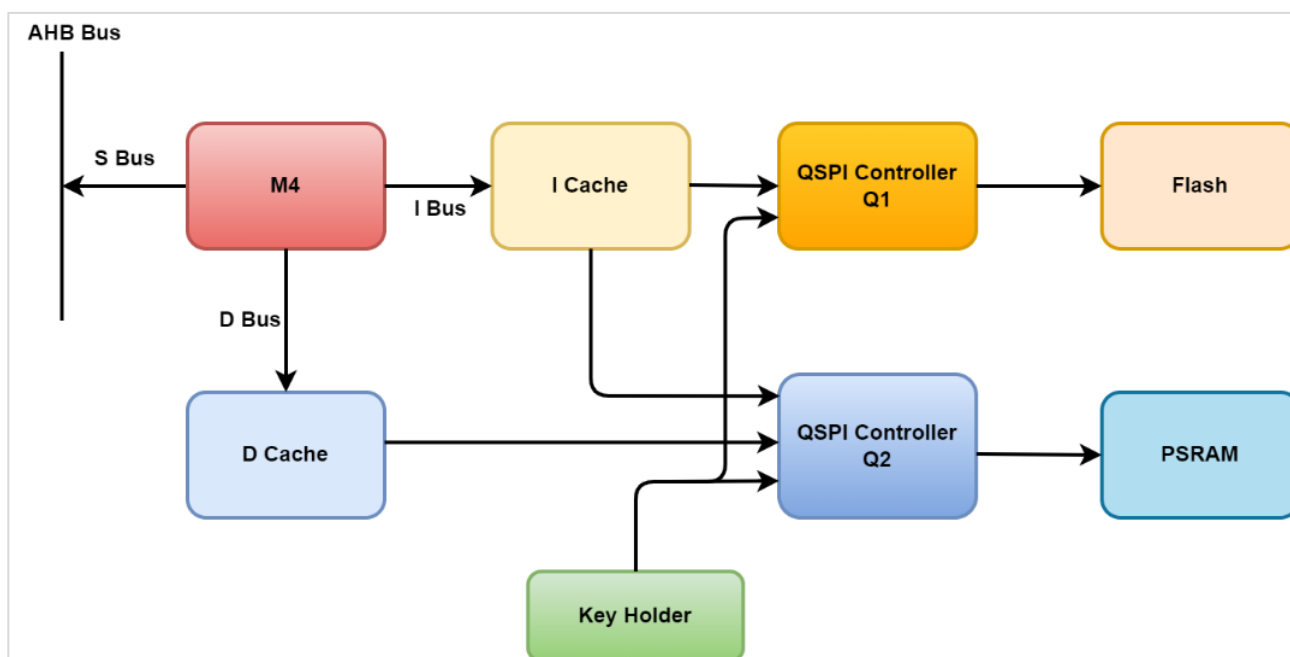 AHB Bus
S Bus
M4
I Bus
I Cache
QSPI Controller
Q1
Flash
D Bus
D Cache
QSPI Controller
Q2
PSRAM
Key Holder